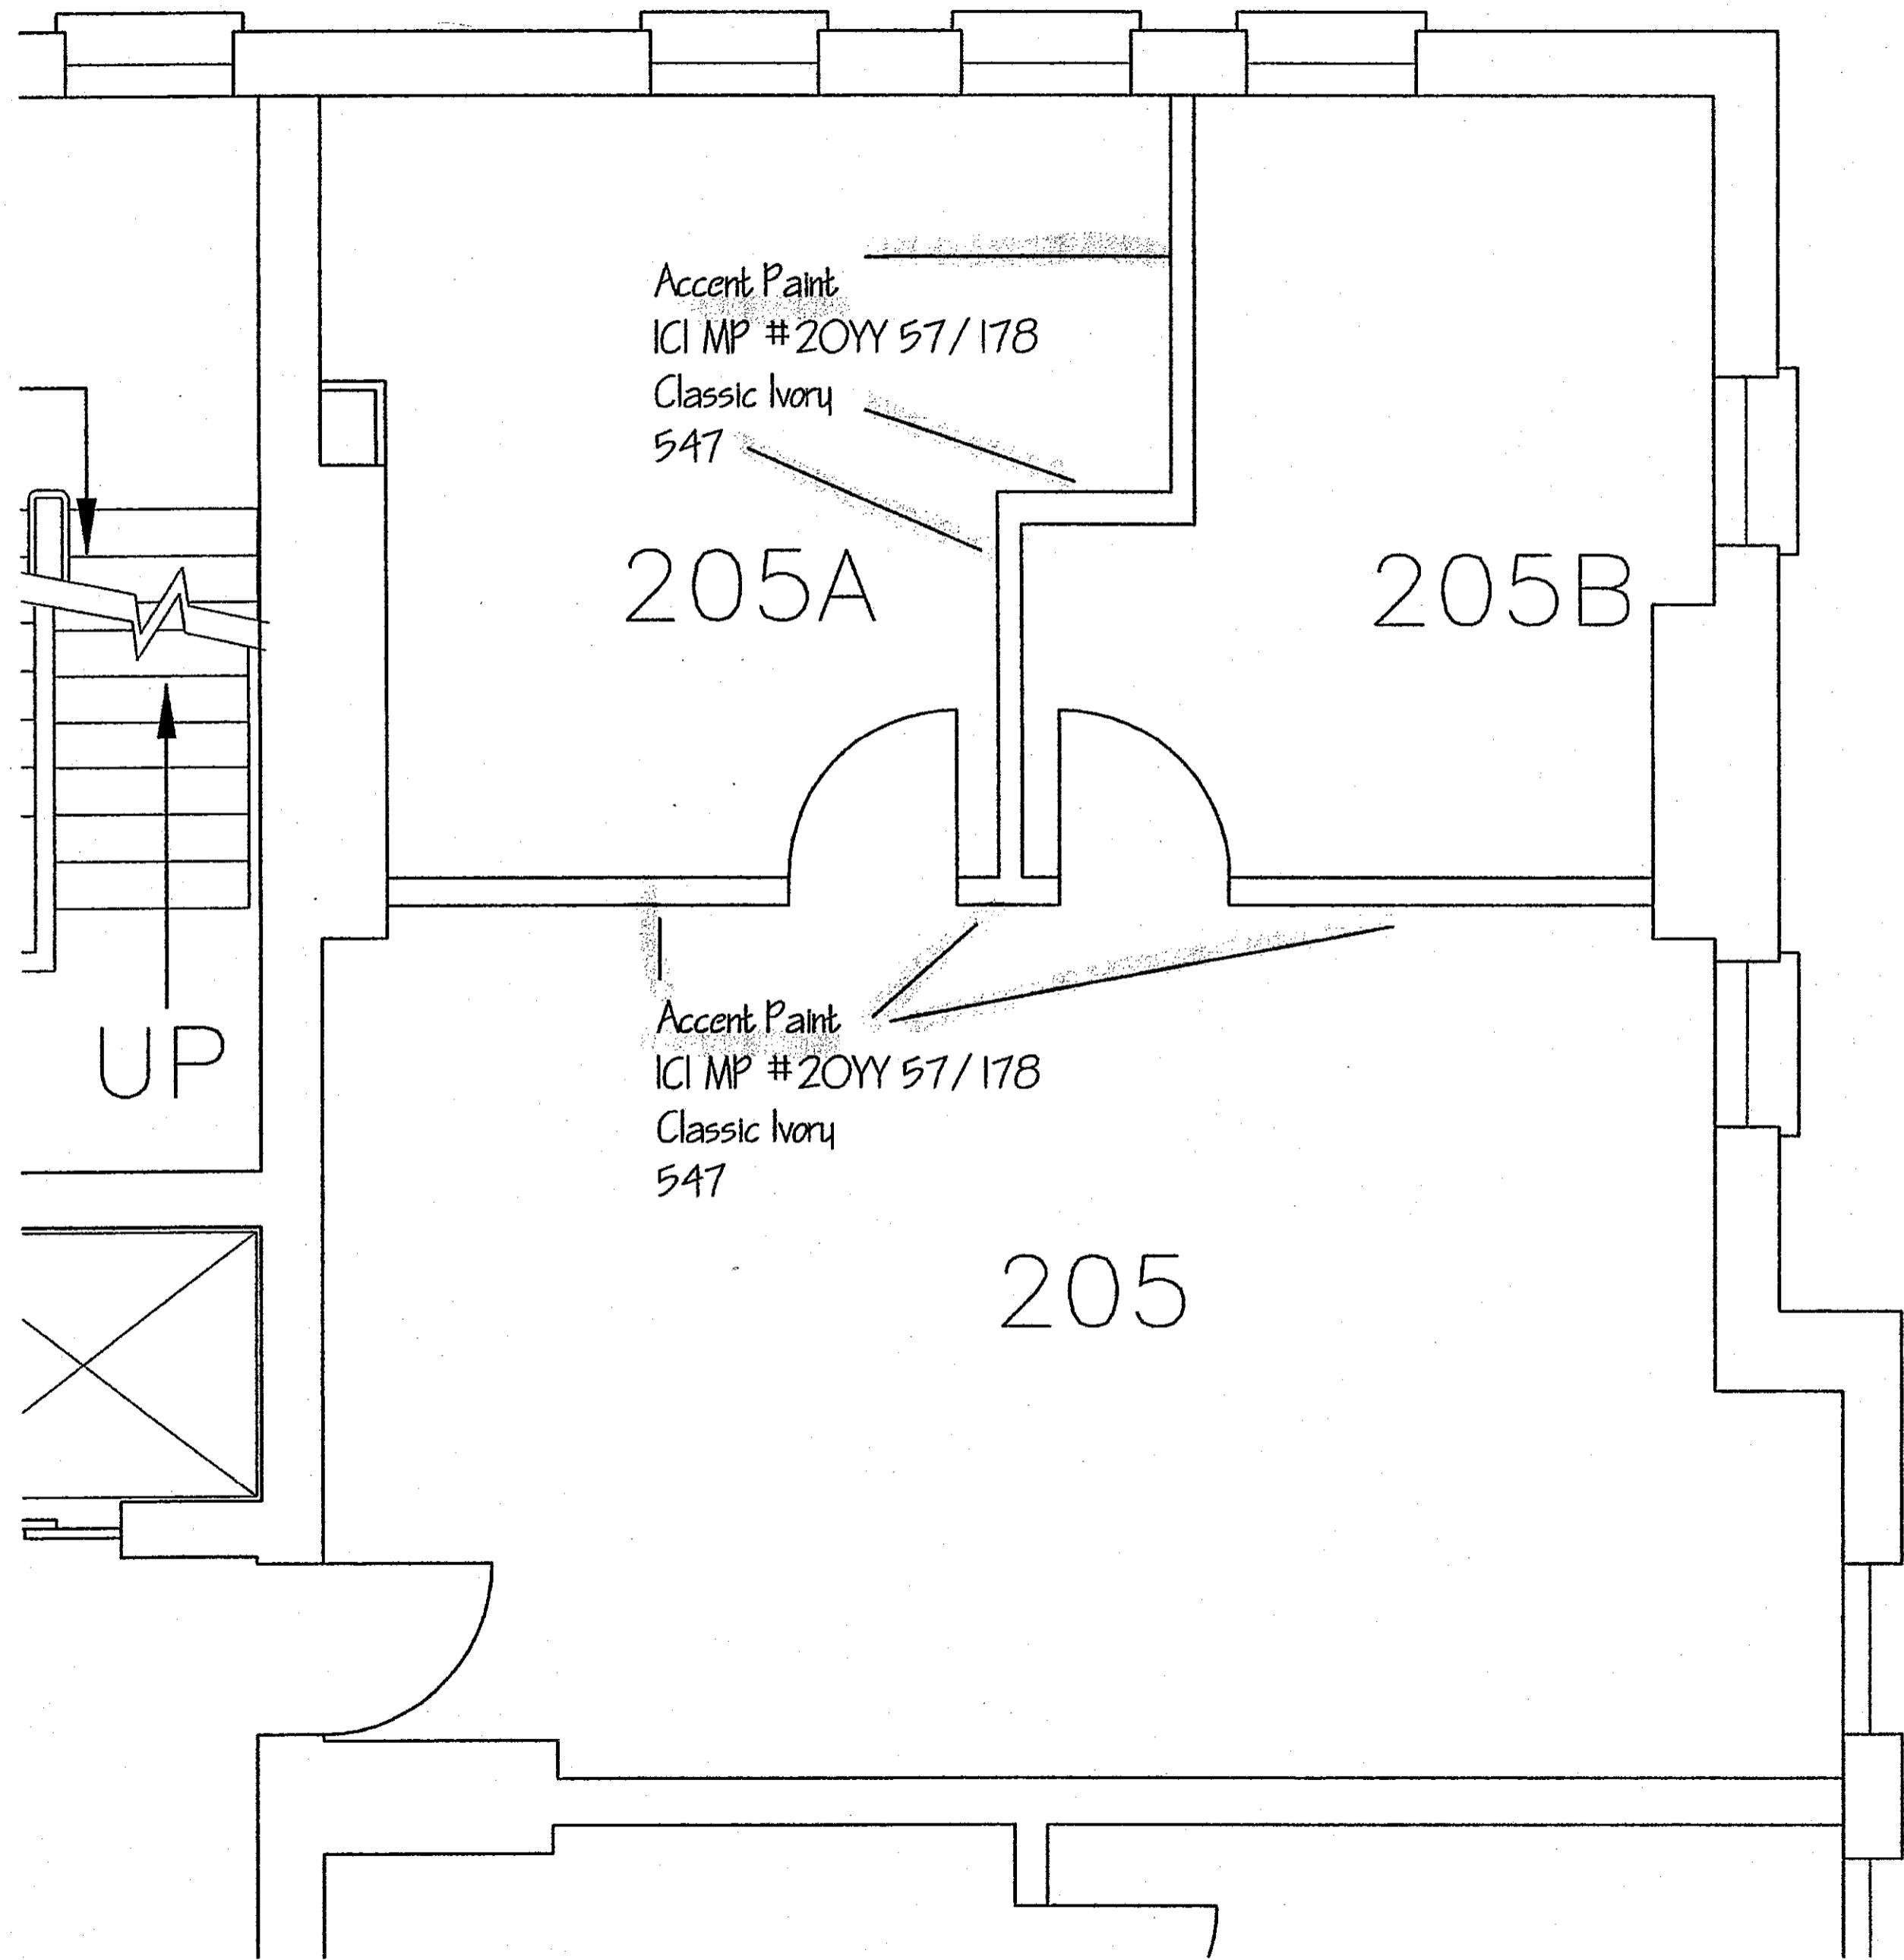 Accent Paint
ICI MP #20YY 57/178
Classic Ivory
547
205A
205B
Accent Paint
ICI MP #20YY 57/178
Classic Ivory
547
UP
205